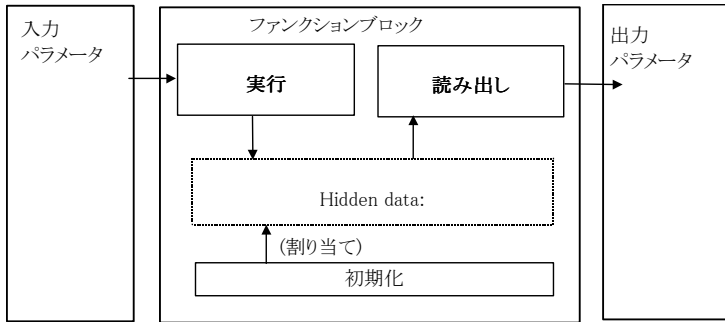 入力
パラメータ
ファンクションブロック
出力
パラメータ
実行
読み出し
Hidden data:
(割り当て)
初期化